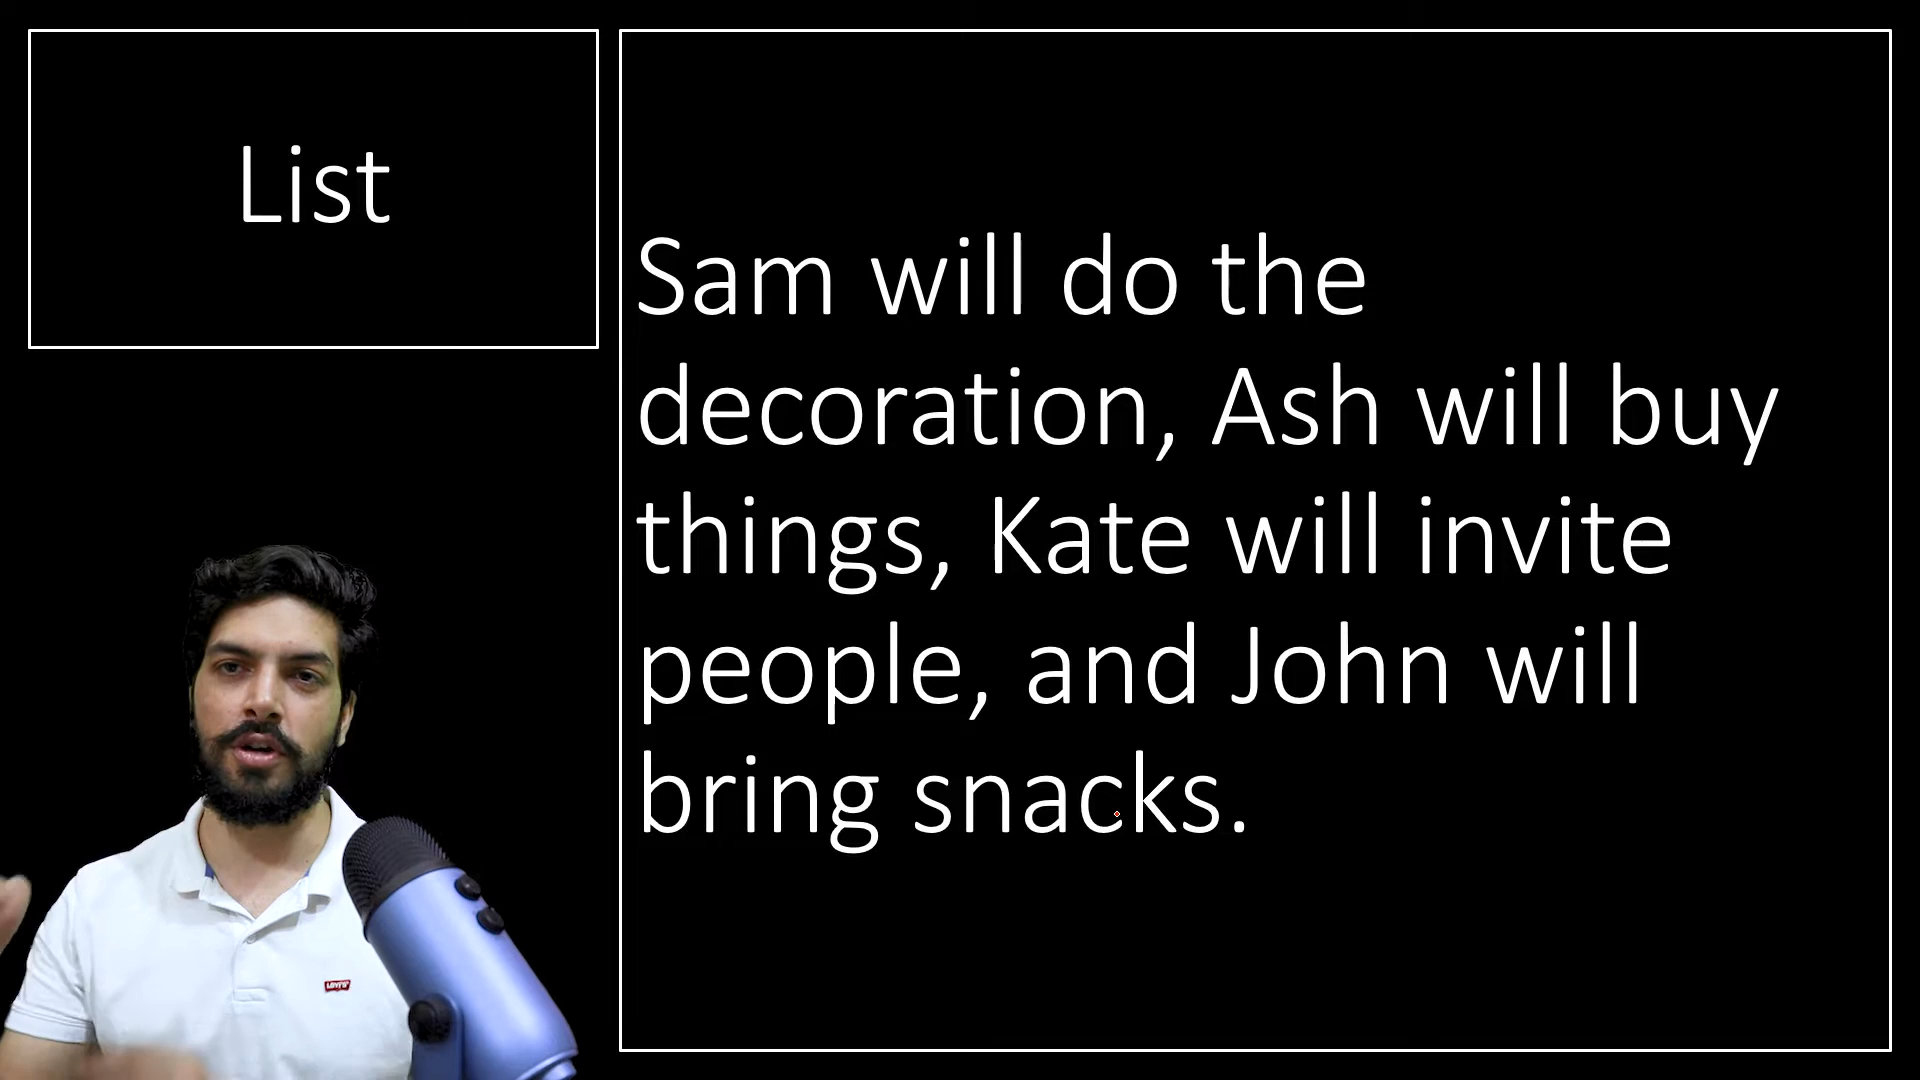 List
Sam will do the
decoration, Ash will buy
things, Kate will invite
people, and John will
bring snacks.
Levi's